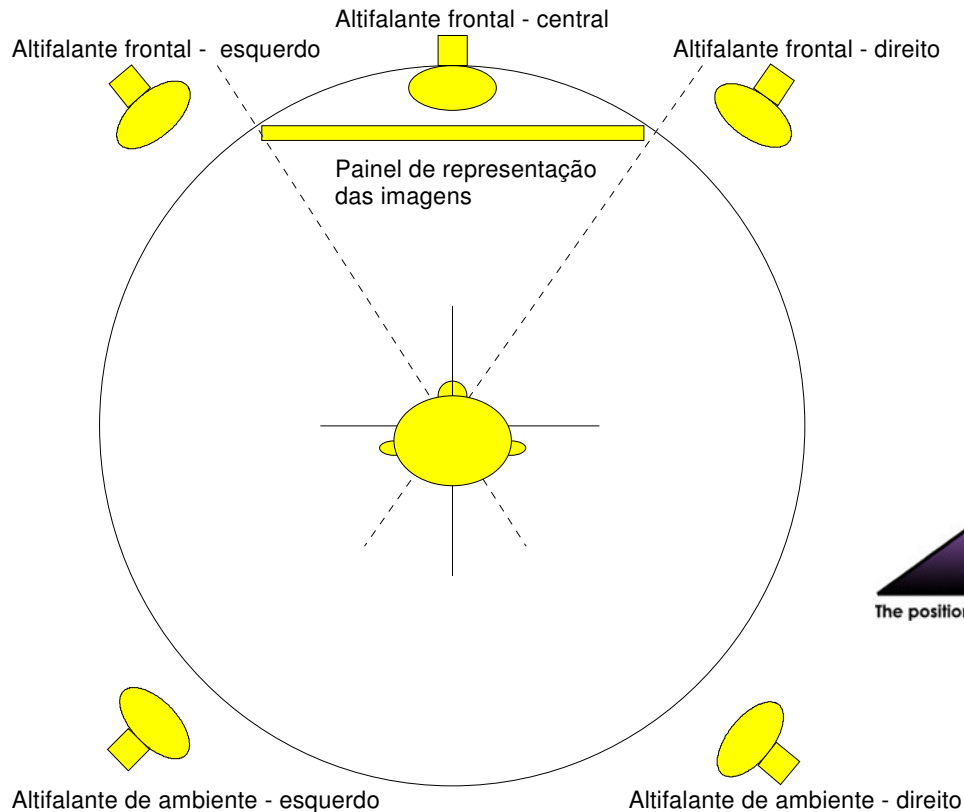 Altifalante frontal - central
Altifalante frontal - esquerdo
Altifalante frontal - direito
Painel de representação
das imagens
The position
Altifalante de ambiente - esquerdo
Altifalante de ambiente - direito